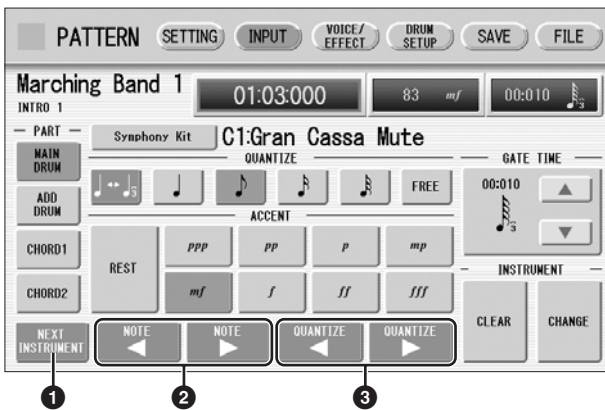 PATTERN SETTING INPUT VOICE/ EFFECT DRUM SETUP SAVE FILE
Marching Band 1
INTRO 1
01:03:000 83 mf 00:010 3
PART Symphony Kit C1:Gran Cassa Mute
MAIN DRUM
QUANTIZE
3 FREE
GATE TIME
00:010
3
ADD DRUM
ACCENT
CHORD1
REST ppp pp p mp
CHORD2
mf f ff fff
INSTRUMENT
CLEAR CHANGE
NEXT INSTRUMENT NOTE NOTE QUANTIZE QUANTIZE
1 2 3